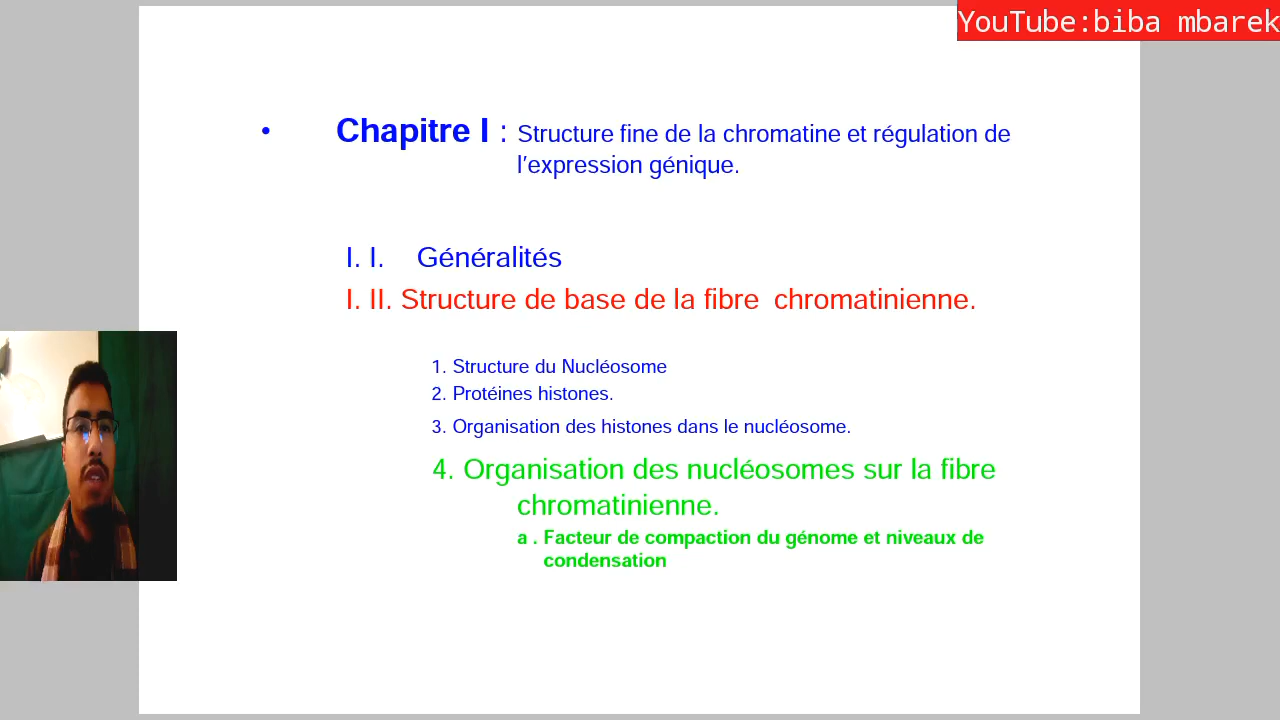 YouTube:biba mbarek
• Chapitre I : Structure fine de la chromatine et régulation de
l'expression génique.
I. I. Généralités
I. II. Structure de base de la fibre chromatinienne.
1. Structure du Nucléosome
2. Protéines histones.
3. Organisation des histones dans le nucléosome.
4. Organisation des nucléosomes sur la fibre
chromatinienne.
a . Facteur de compaction du génome et niveaux de
condensation